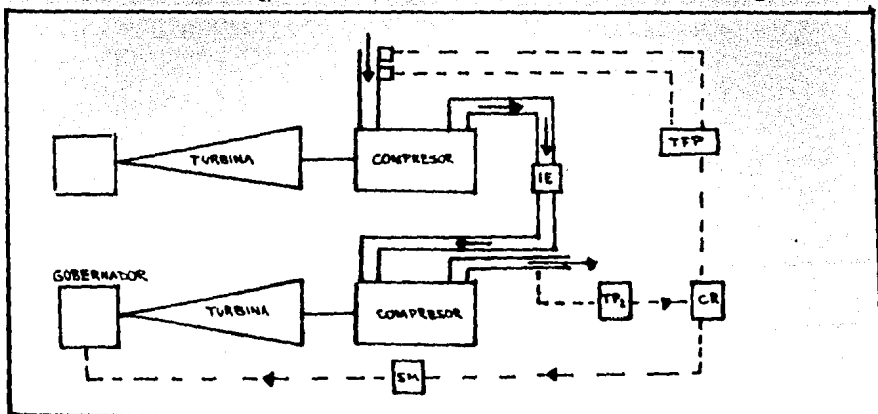 TFP
TURBINA
COMPRESOR
IE
GOBERNADOR
TURBINA
COMPRESOR
TP₂
CR
SM